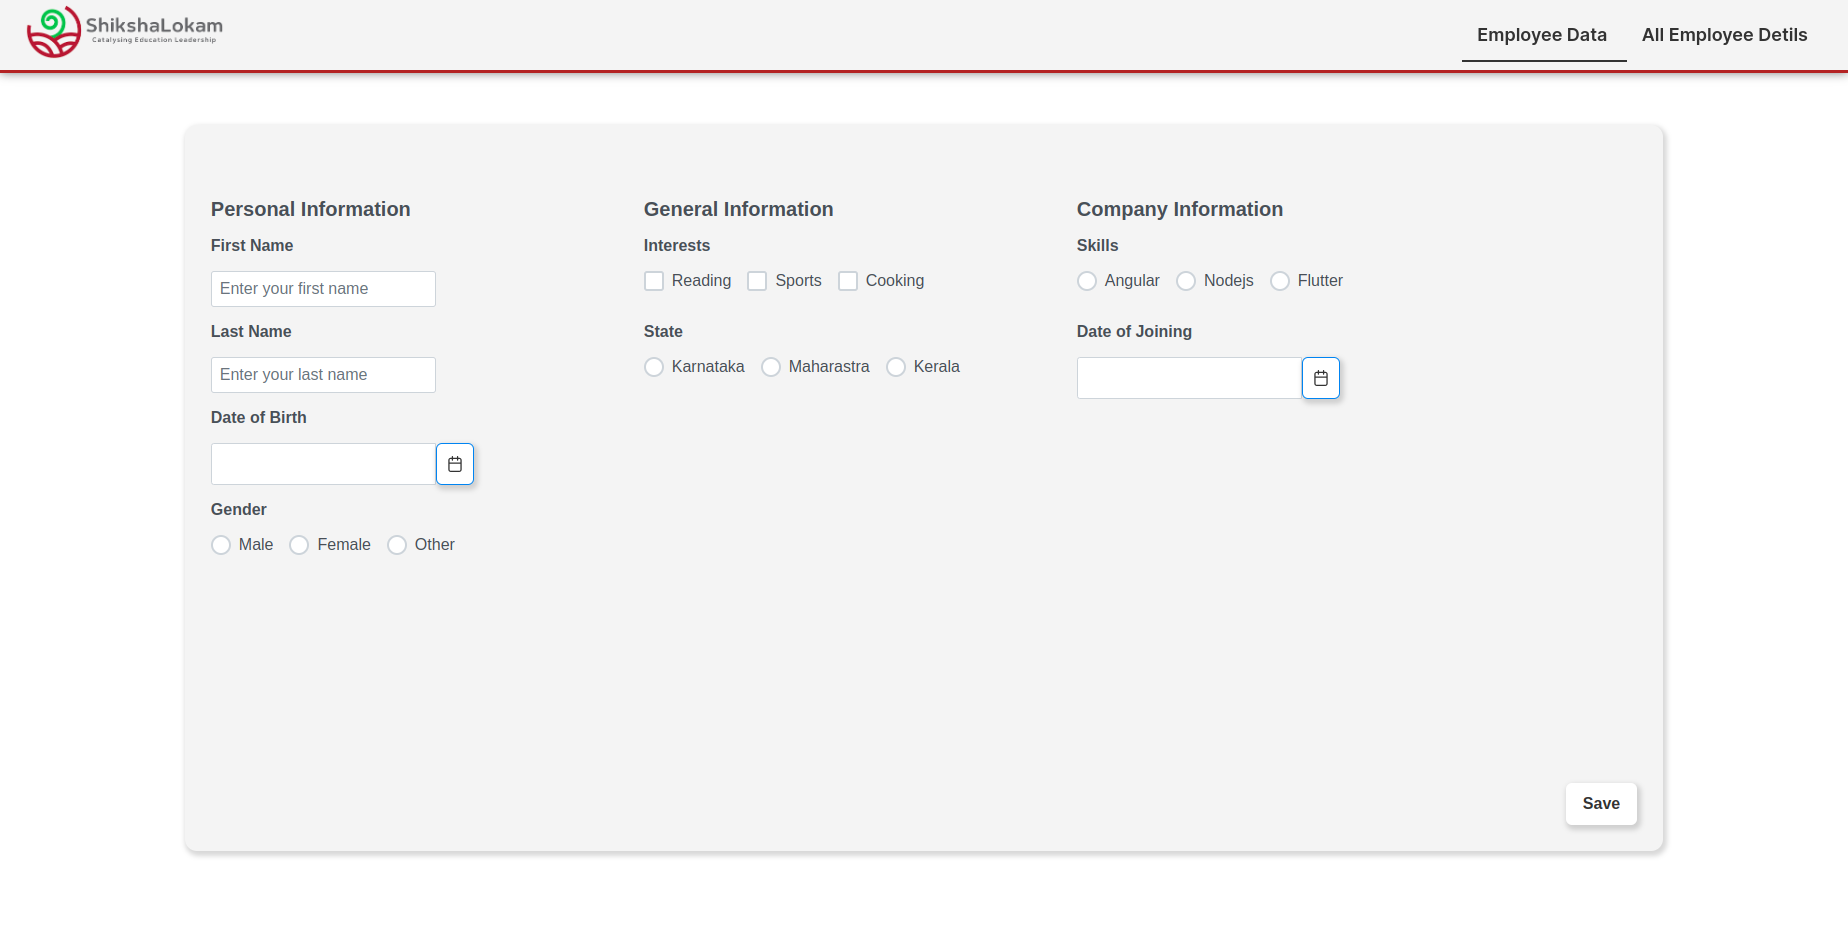 ShikshaLokam
Catalysing Education Leadership
Employee Data
All Employee Detils
Personal Information
First Name
Enter your first name
Last Name
Enter your last name
Date of Birth
Gender
Male Female Other
General Information
Interests
Reading Sports Cooking
State
Karnataka Maharastra Kerala
Company Information
Skills
Angular Nodejs Flutter
Date of Joining
Save